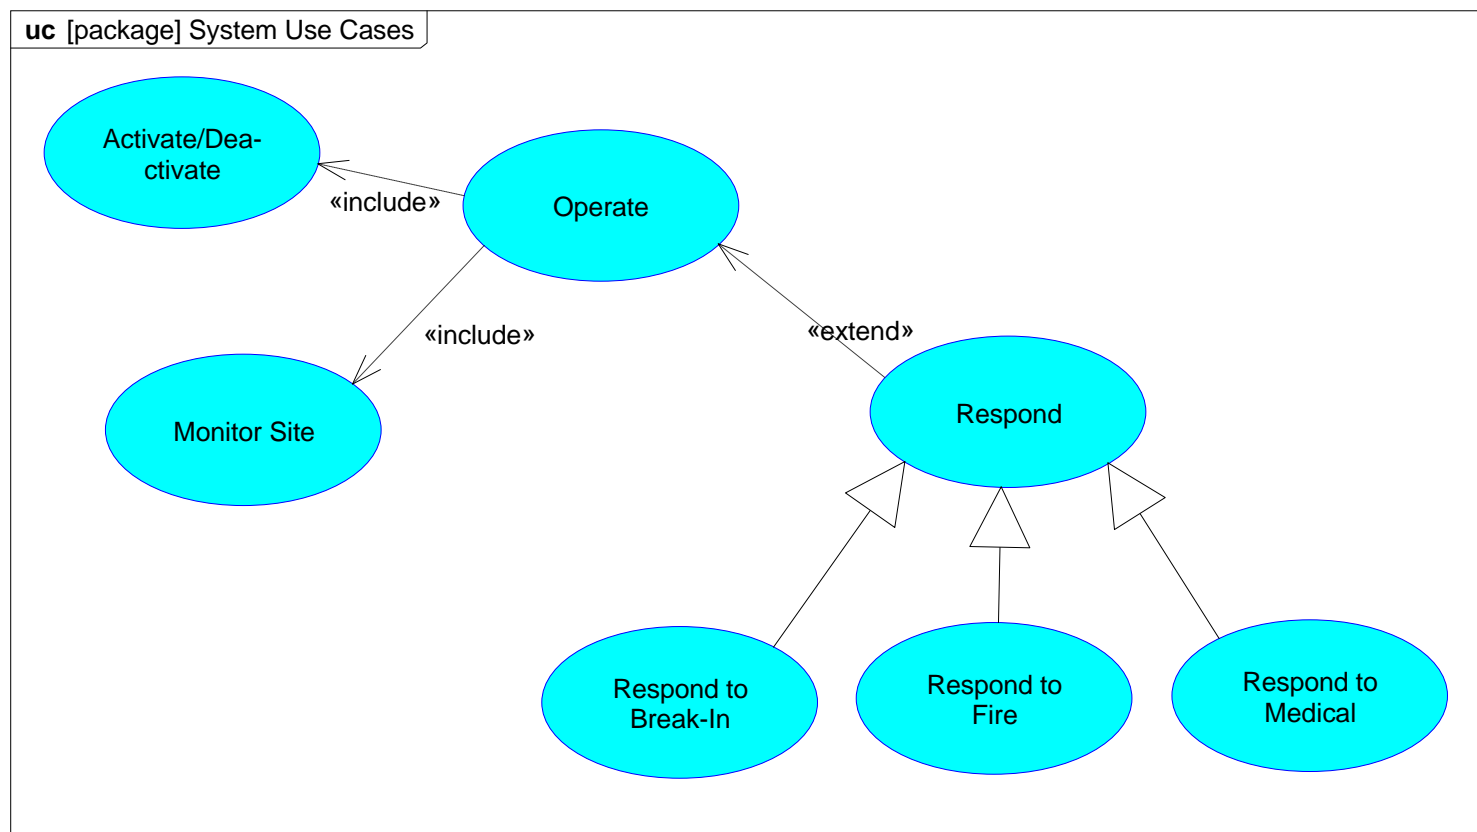 uc [package] System Use Cases
Activate/Dea-
ctivate
«include»
Operate
«include»
«extend»
Monitor Site
Respond
Respond to
Break-In
Respond to
Fire
Respond to
Medical